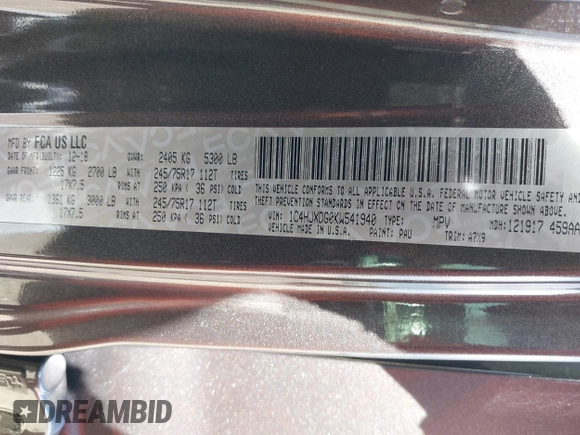 MFD BY FCA US LLC
DATE OF MFR(BUILT): 12-18 GVWR: 2405 KG 5300 LB
GAWR FRONT: 1225 KG 2700 LB 245/75R17 112T TIRES
17X7.5 RIMS AT 250 KPA ( 36 PSI) COLD
GAWR REAR: 1361 KG 3000 LB 245/75R17 112T TIRES
17X7.5 RIMS AT 250 KPA ( 36 PSI) COLD
THIS VEHICLE CONFORMS TO ALL APPLICABLE U.S.A. FEDERAL MOTOR VEHICLE
SAFETY, BUMPER, AND THEFT PREVENTION STANDARDS IN EFFECT ON THE DATE
OF MANUFACTURE SHOWN ABOVE.
VIN: 1C4HJXDG0KW541940 TYPE: MPV MDH:121917 459AA
VEHICLE MADE IN U.S.A. PAINT: PAU TRIM: A7X9
DREAMBID